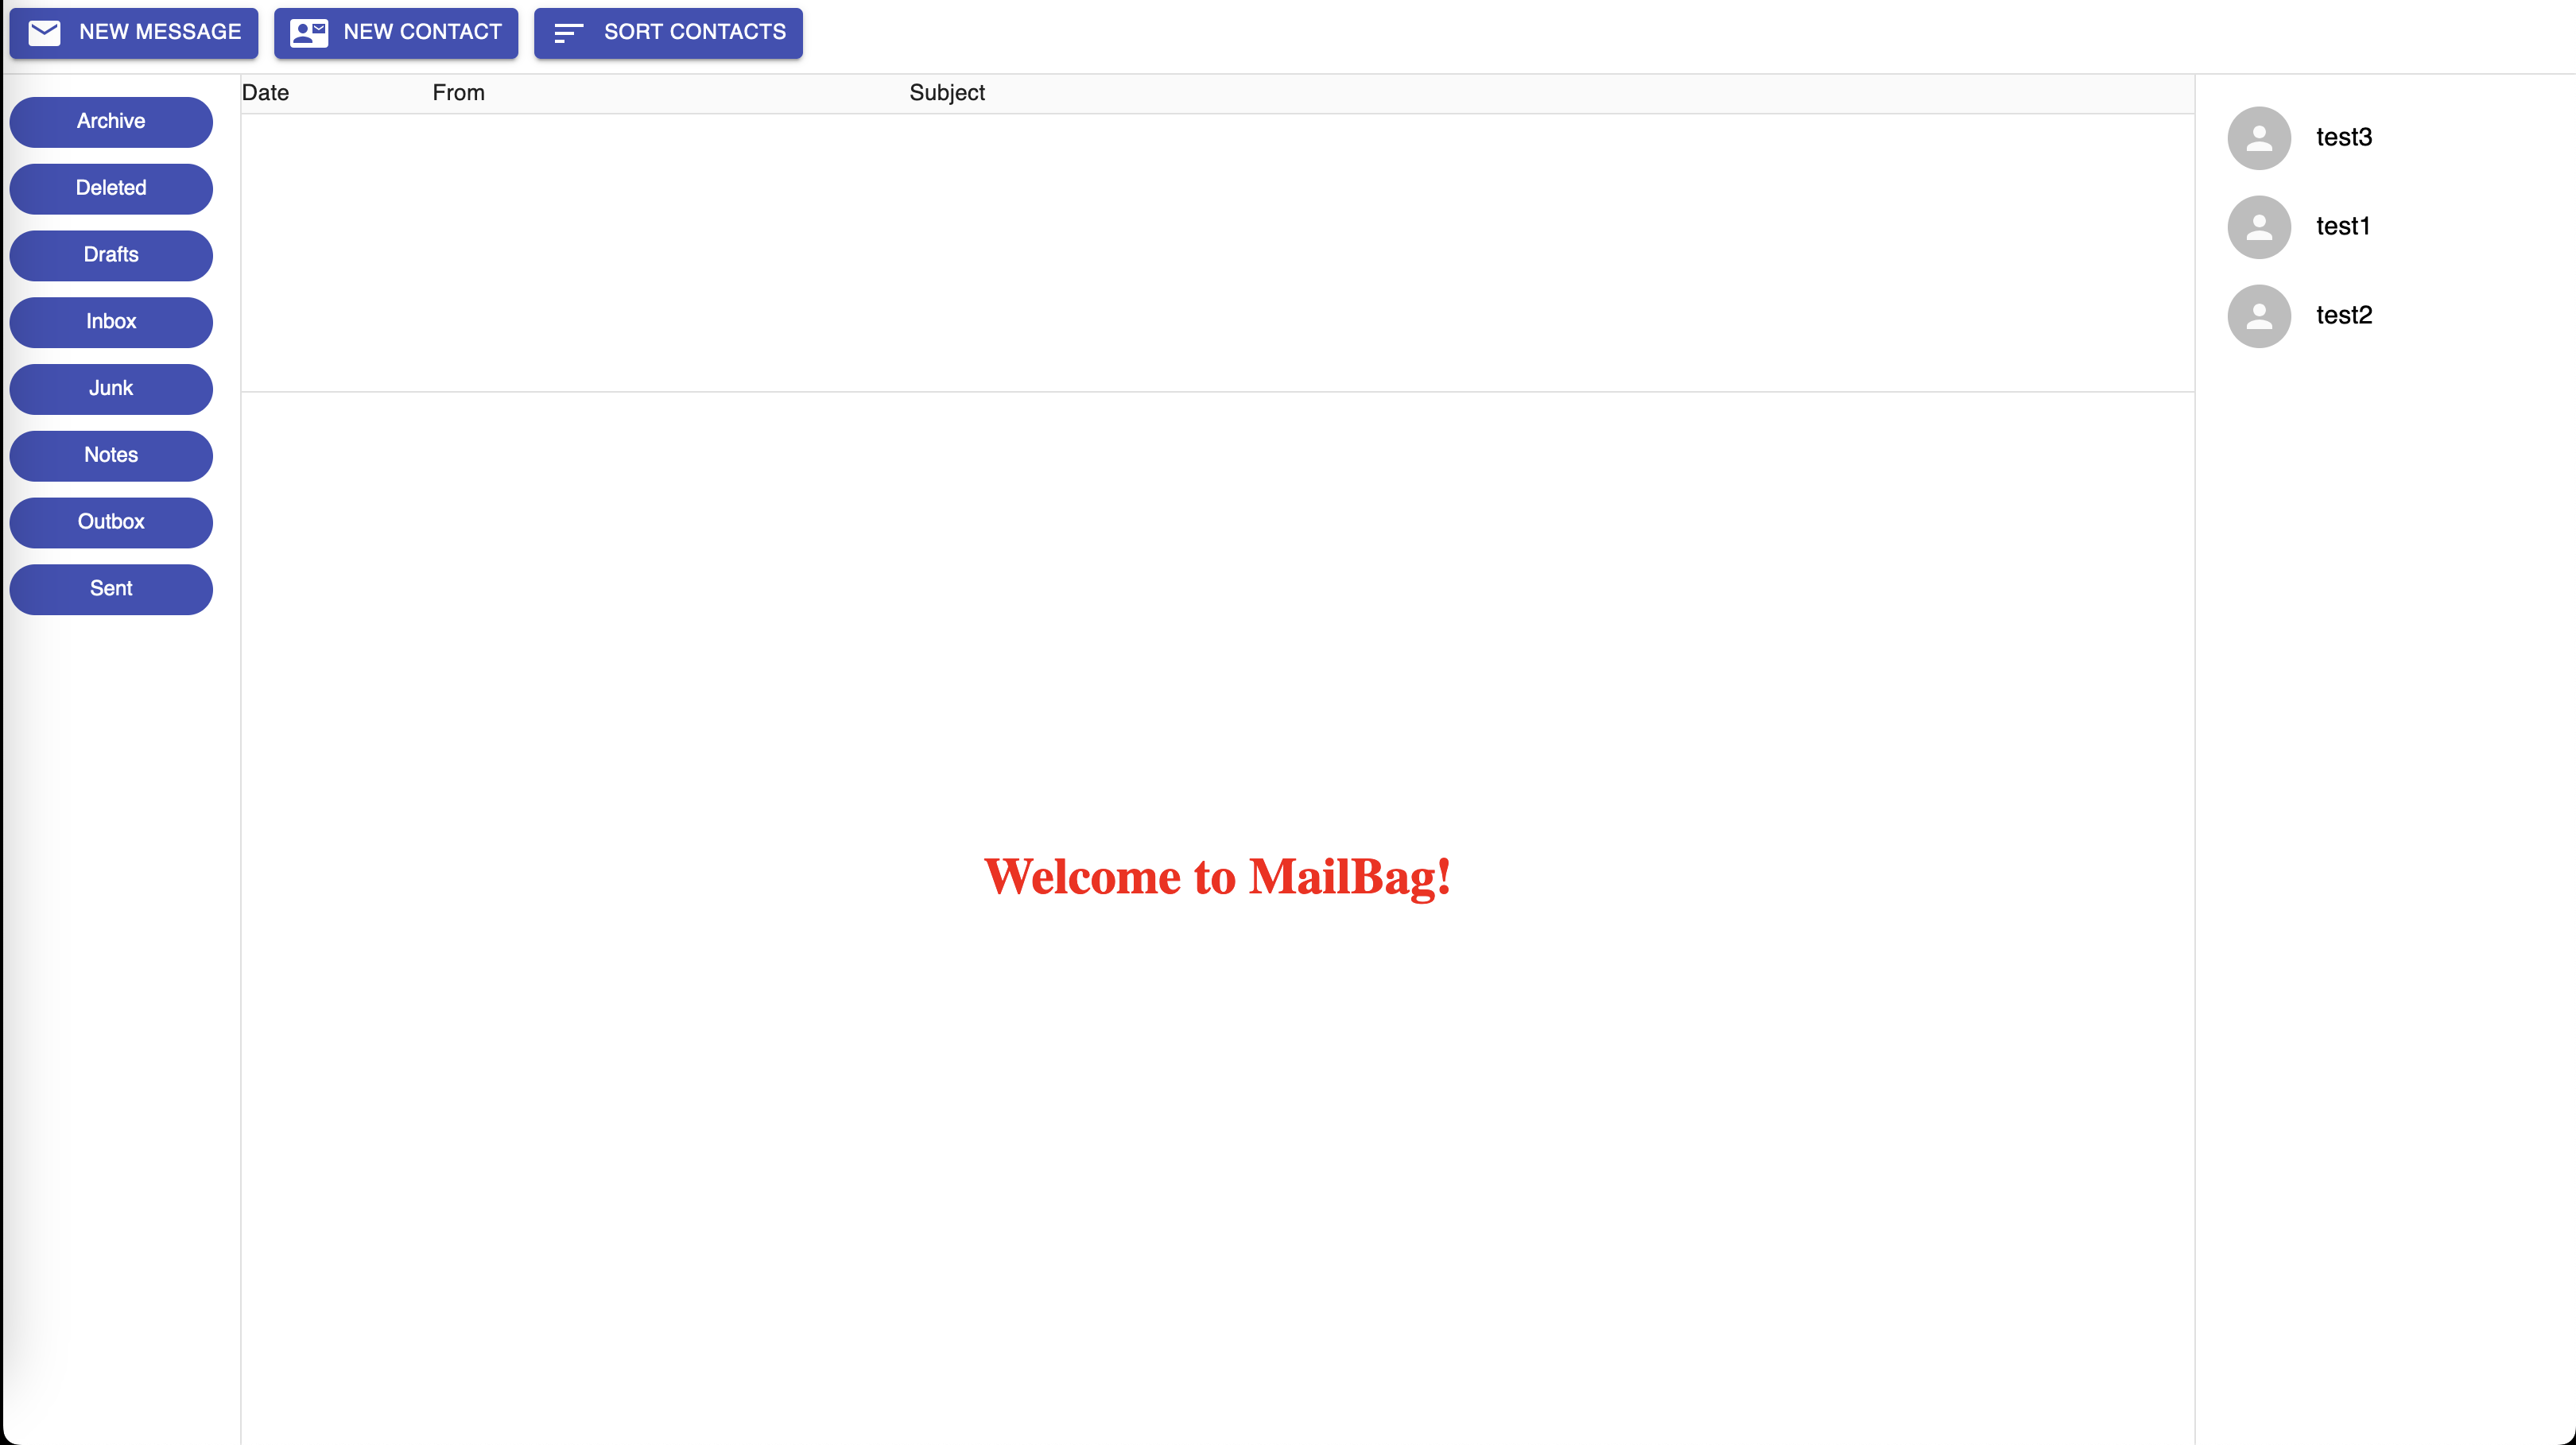 NEW MESSAGE NEW CONTACT SORT CONTACTS
Date From Subject
Archive
Deleted
Drafts
Inbox
Junk
Notes
Outbox
Sent
Welcome to MailBag!
test3
test1
test2